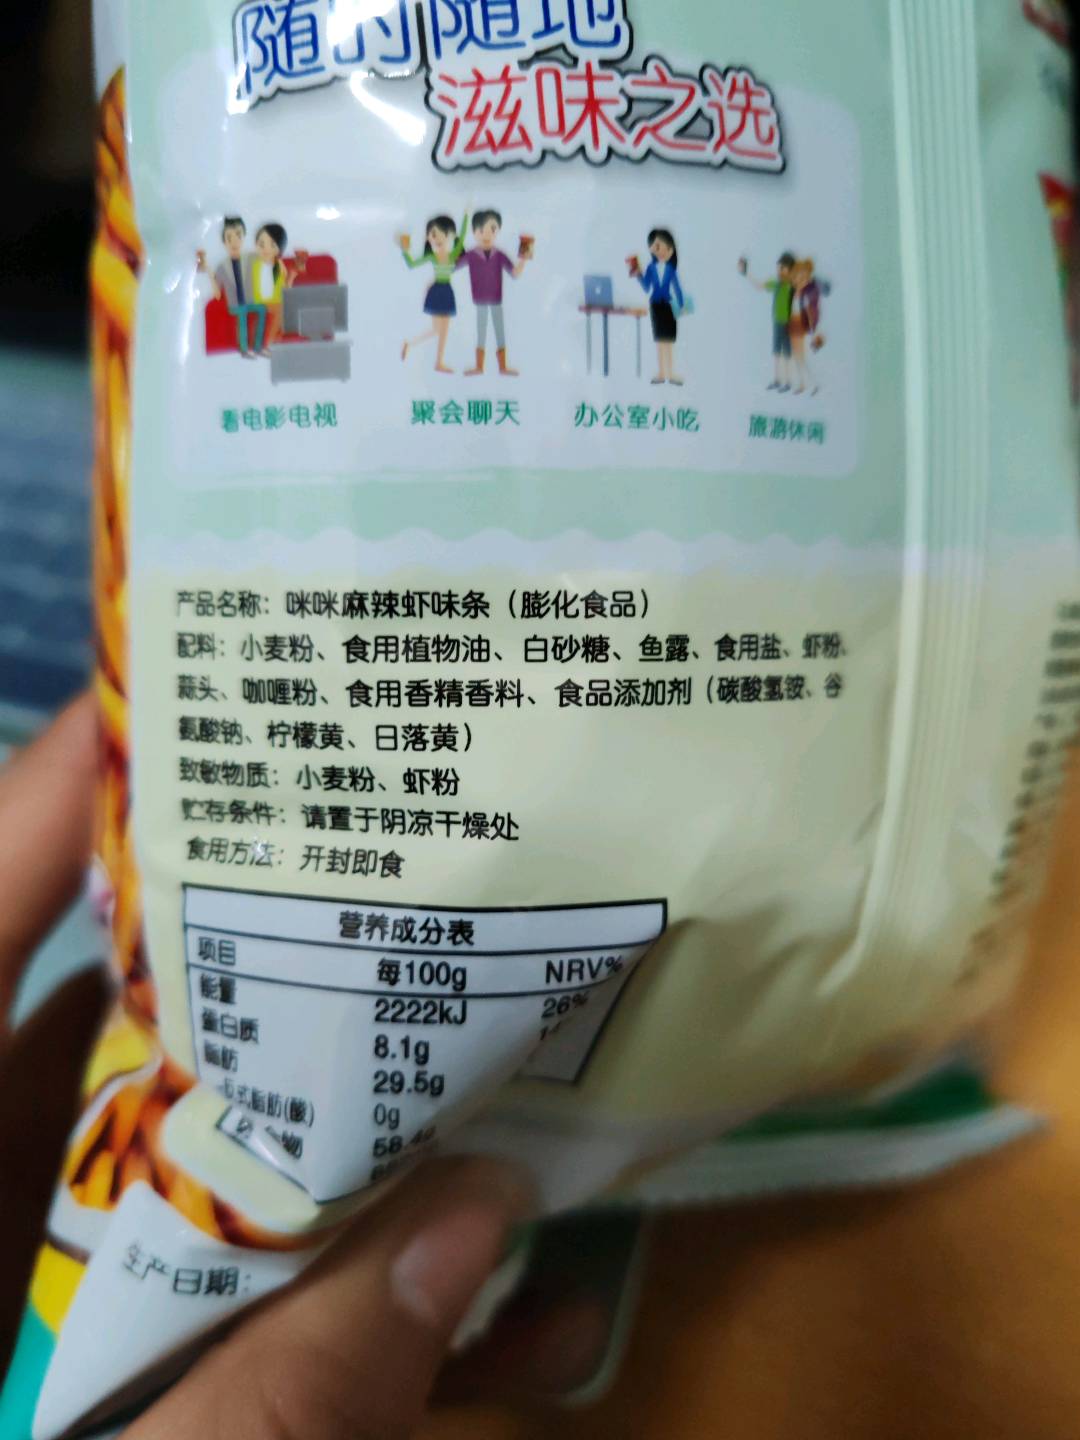 随时随地
滋味之选
看电影电视
聚会聊天
办公室小吃
旅游休闲
产品名称：咪咪麻辣虾味条（膨化食品）
配料：小麦粉、食用植物油、白砂糖、鱼露、食用盐、虾粉、
蒜头、咖喱粉、食用香精香料、食品添加剂（碳酸氢铵、谷
氨酸钠、柠檬黄、日落黄）
致敏物质：小麦粉、虾粉
贮存条件：请置于阴凉干燥处
食用方法：开封即食
营养成分表
项目 每100g NRV%
能量 2222kJ 26%
蛋白质 8.1g
脂肪 29.5g
式脂肪(酸) 0g
物
生产日期：